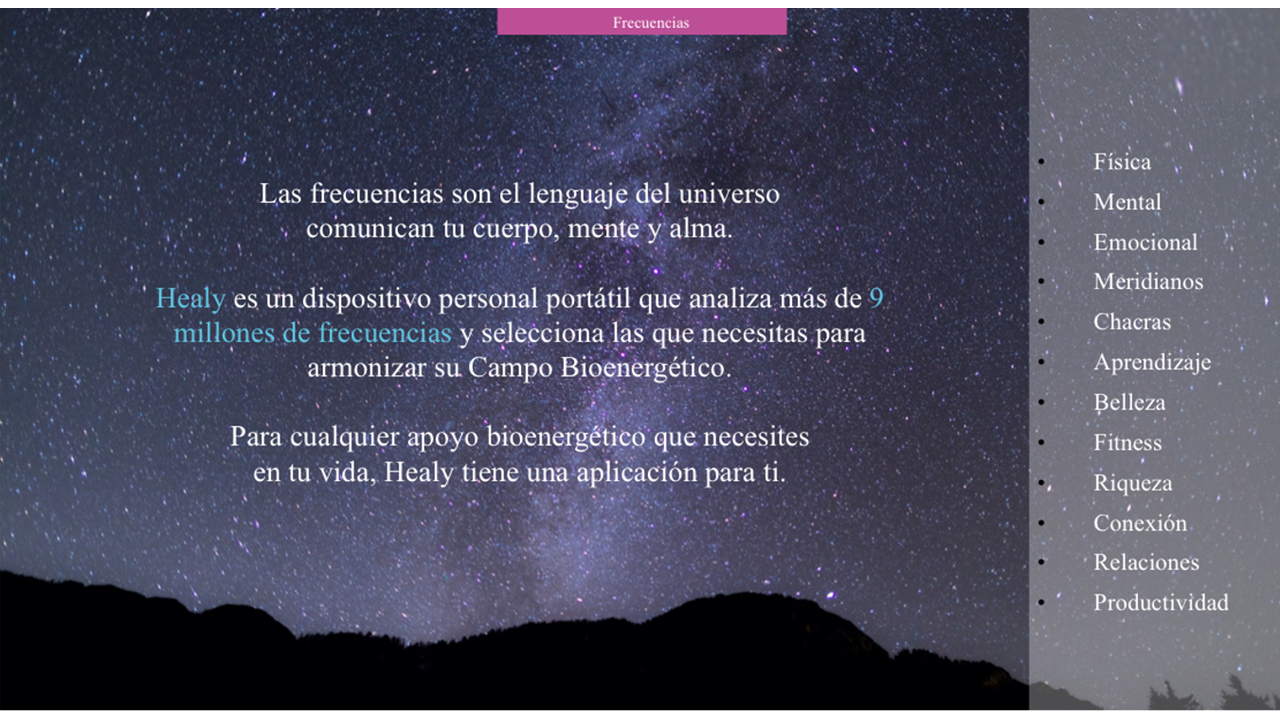 Frecuencias
Las frecuencias son el lenguaje del universo
comunican tu cuerpo, mente y alma.
Healy es un dispositivo personal portátil que analiza más de 9
millones de frecuencias y selecciona las que necesitas para
armonizar su Campo Bioenergético.
Para cualquier apoyo bioenergético que necesites
en tu vida, Healy tiene una aplicación para ti.
• Física
• Mental
• Emocional
• Meridianos
• Chacras
• Aprendizaje
• Belleza
• Fitness
• Riqueza
• Conexión
• Relaciones
• Productividad